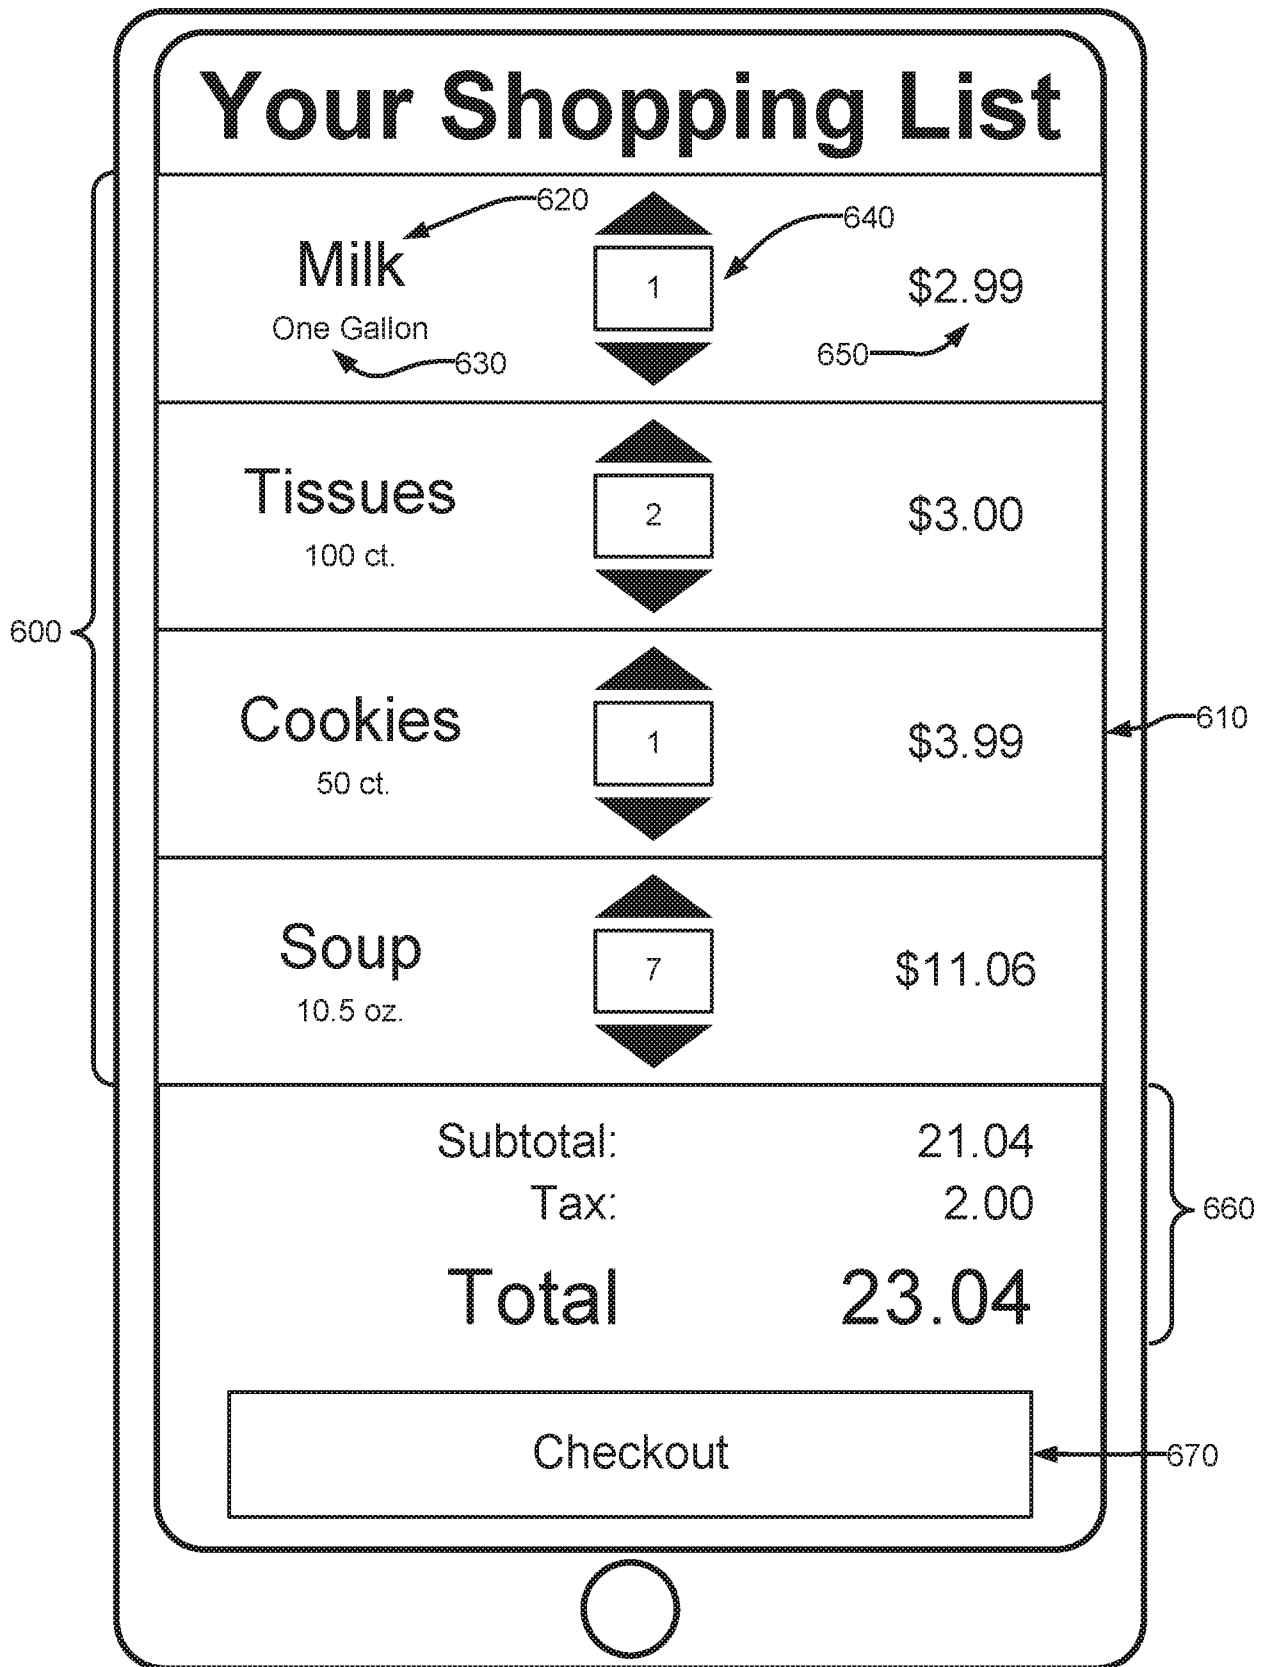 Your Shopping List
620
640
Milk
1
$2.99
One Gallon
630
650
Tissues
2
$3.00
100 ct.
600
Cookies
1
$3.99
610
50 ct.
Soup
7
$11.06
10.5 oz.
Subtotal: 21.04
Tax: 2.00
660
Total 23.04
Checkout
670